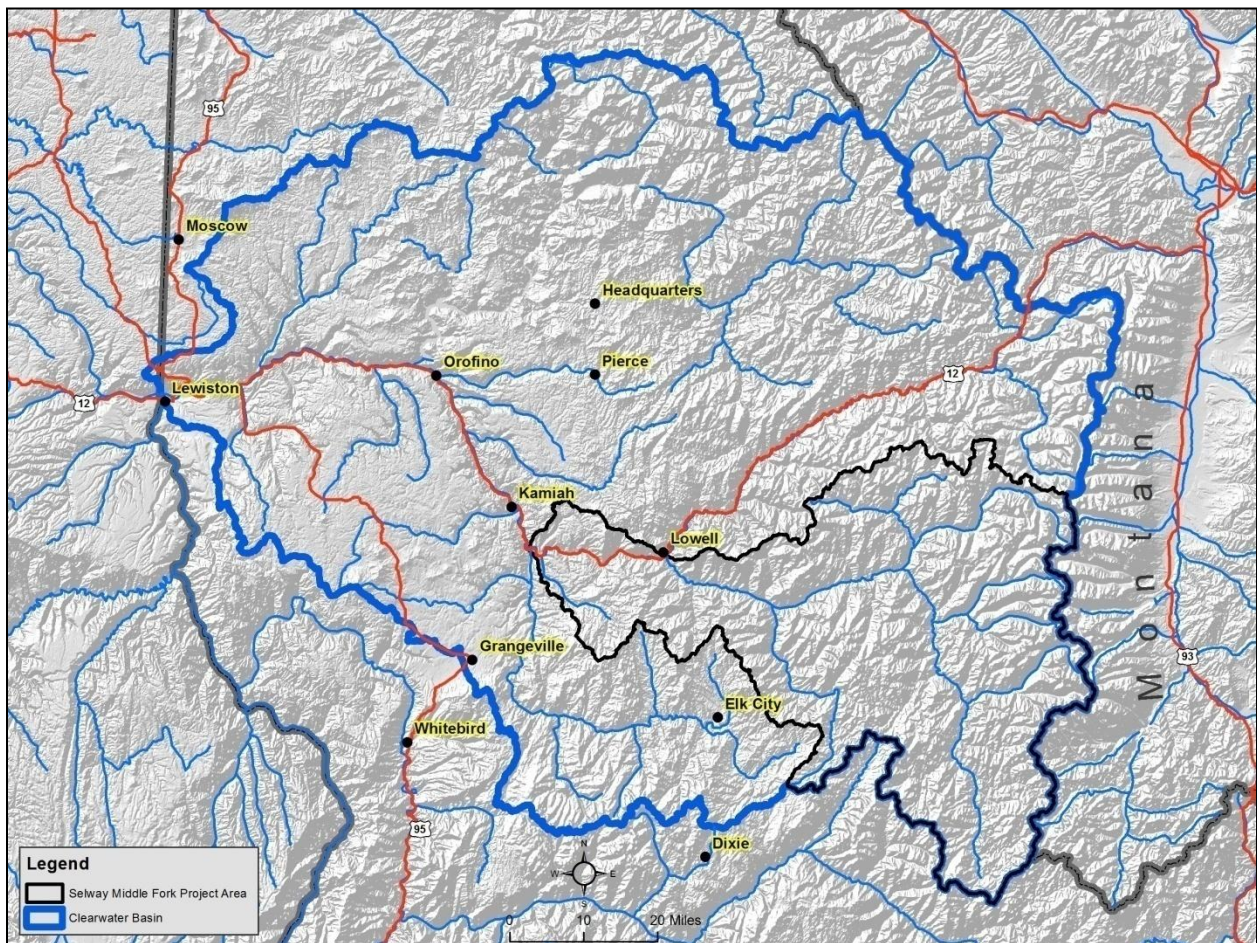 95
Moscow
Headquarters
Orofino
Pierce
12
Lewiston
12
Montana
Kamiah
Lowell
Grangeville
93
Elk City
Whitebird
95
Dixie
N
W
E
S
0 10 20 Miles
Legend
Selway Middle Fork Project Area
Clearwater Basin